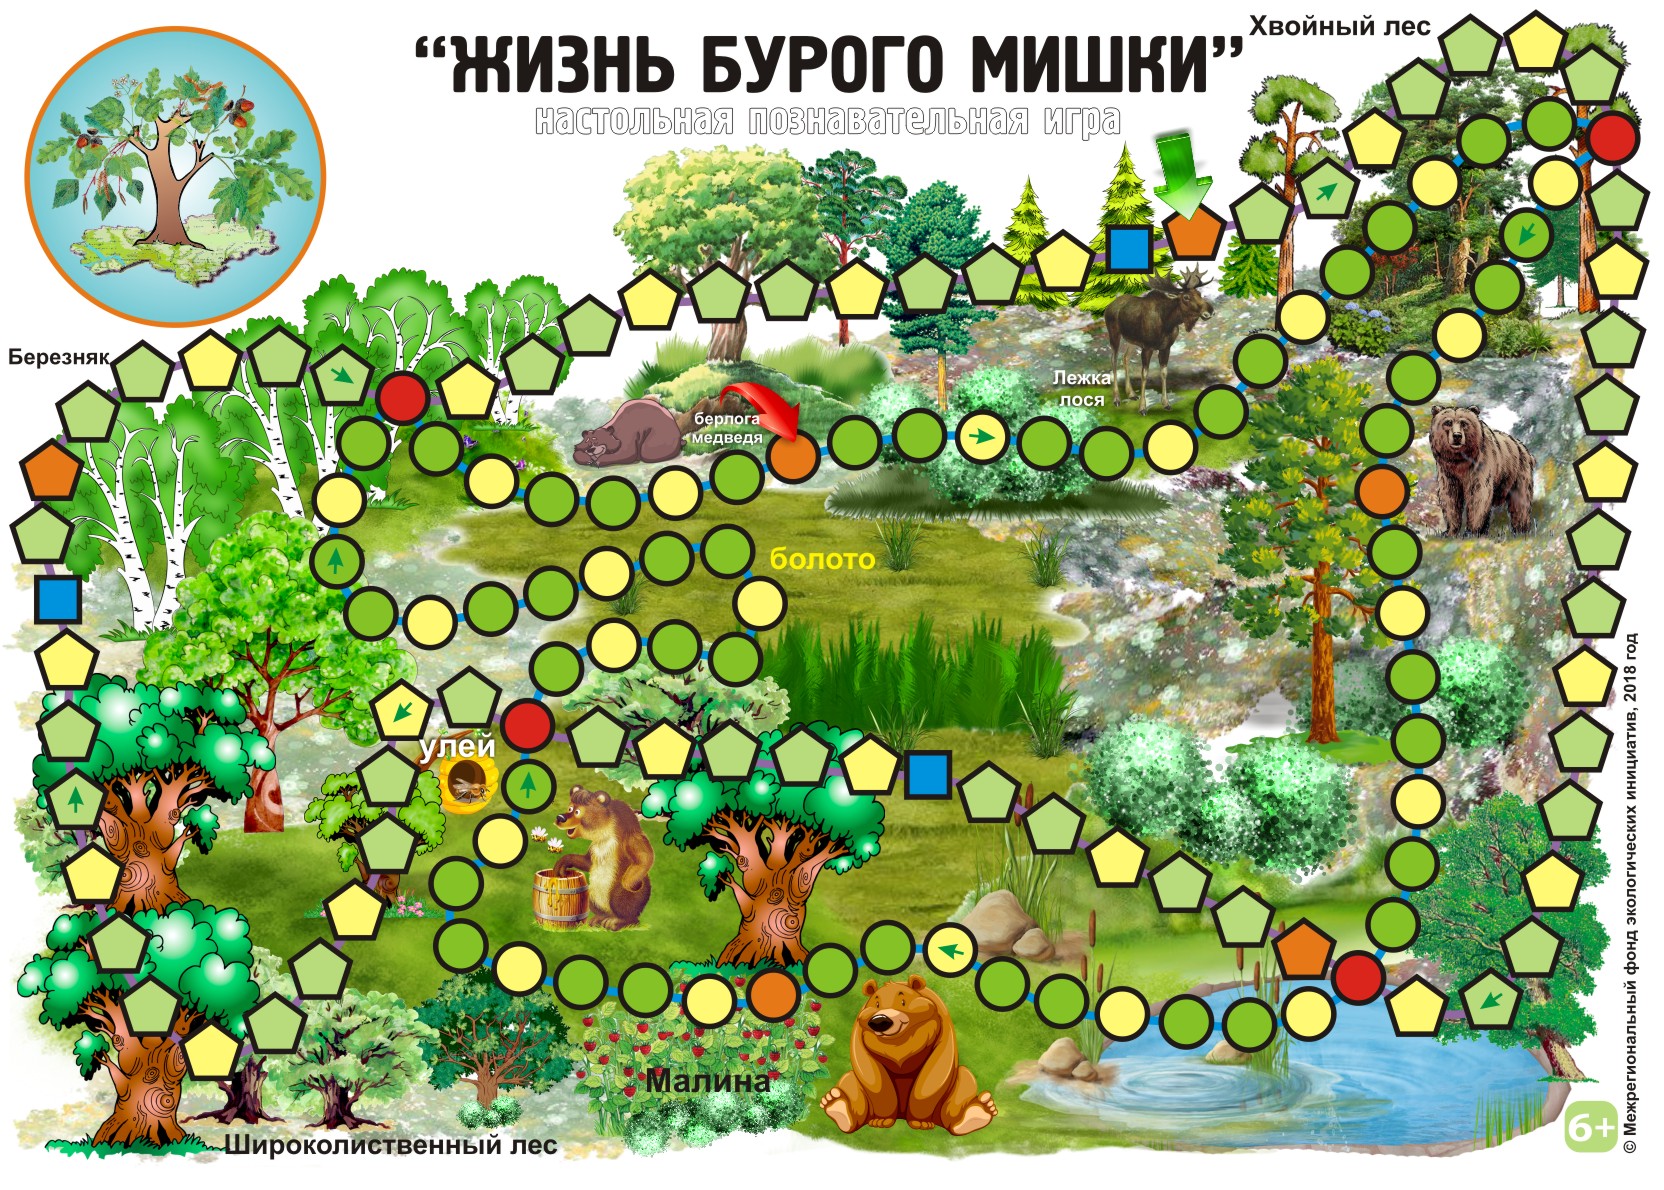 Хвойный лес
“ЖИЗНЬ БУРОГО МИШКИ”
настольная познавательная игра
Березняк
Лежка
лося
берлога
медведя
болото
улей
Малина
Широколиственный лес
6+
© Межрегиональный фонд экологических инициатив, 2018 год